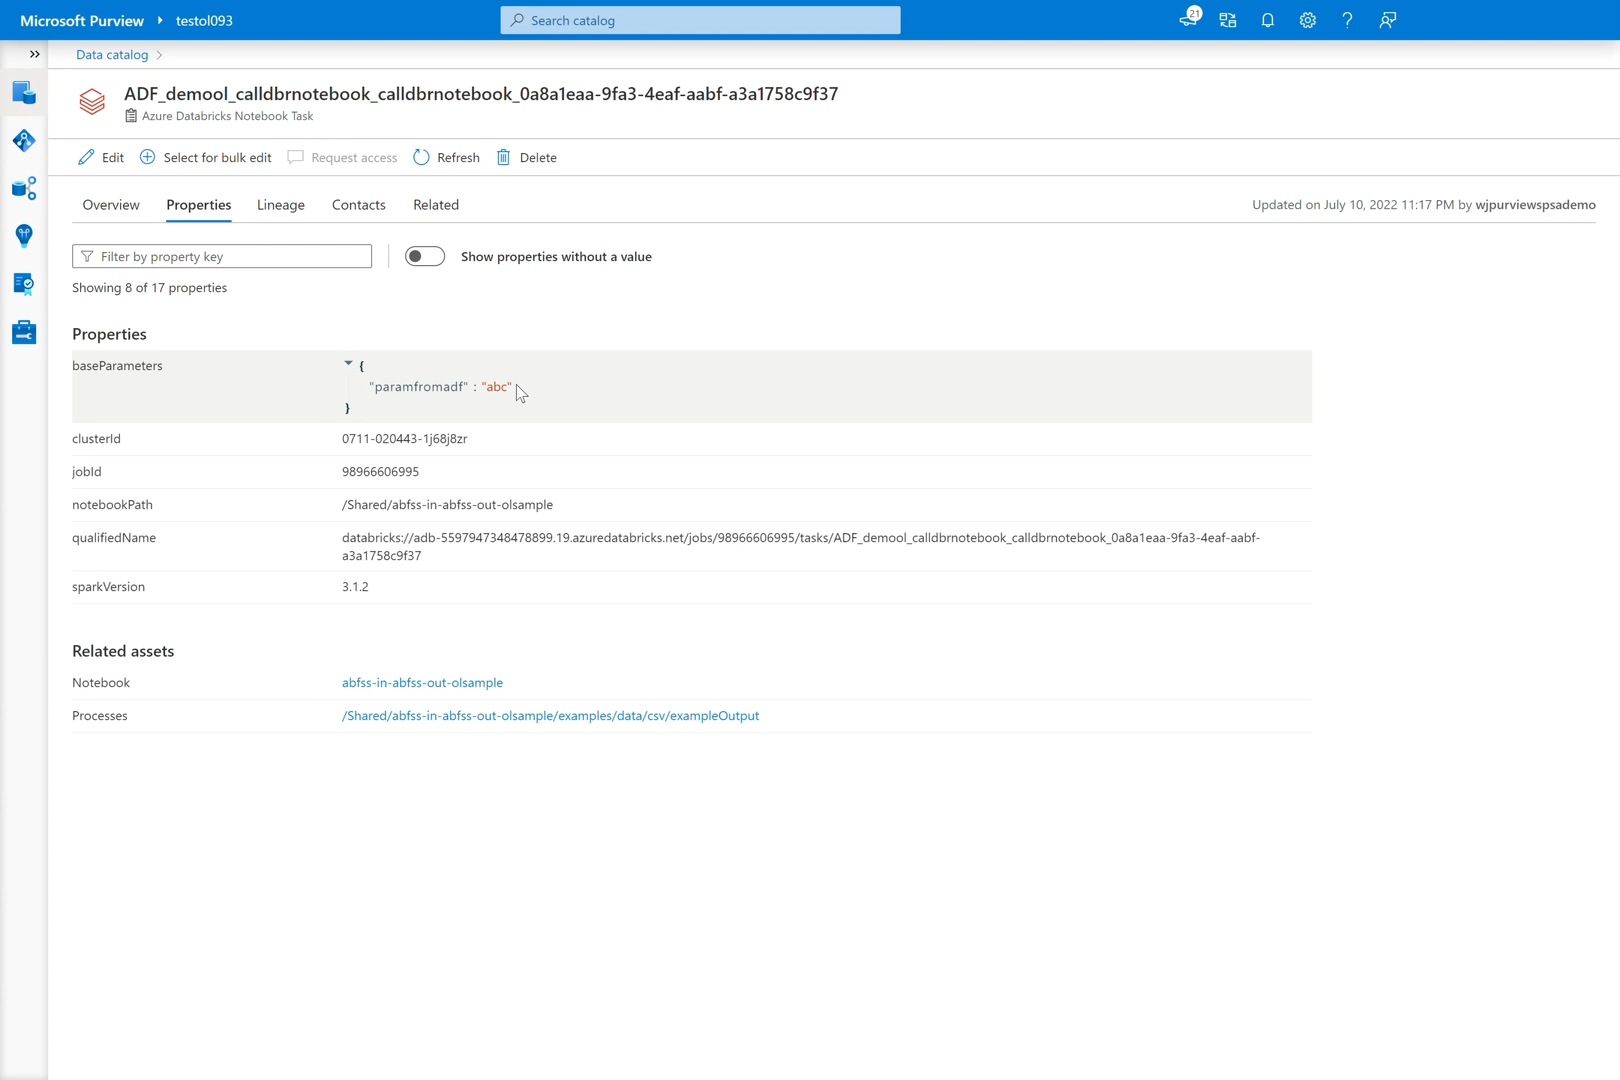 Microsoft Purview testol093
Search catalog
21
Data catalog
ADF_demool_calldbrnotebook_calldbrnotebook_0a8a1eaa-9fa3-4eaf-aabf-a3a1758c9f37
Azure Databricks Notebook Task
Edit Select for bulk edit Request access Refresh Delete
Overview Properties Lineage Contacts Related Updated on July 10, 2022 11:17 PM by wjpurviewspsademo
Filter by property key Show properties without a value
Showing 8 of 17 properties
Properties
baseParameters {
"paramfromadf" : "abc"
}
clusterId 0711-020443-1j68j8zr
jobId 98966606995
notebookPath /Shared/abfss-in-abfss-out-olsample
qualifiedName databricks://adb-5597947348478899.19.azuredatabricks.net/jobs/98966606995/tasks/ADF_demool_calldbrnotebook_calldbrnotebook_0a8a1eaa-9fa3-4eaf-aabf-
a3a1758c9f37
sparkVersion 3.1.2
Related assets
Notebook abfss-in-abfss-out-olsample
Processes /Shared/abfss-in-abfss-out-olsample/examples/data/csv/exampleOutput